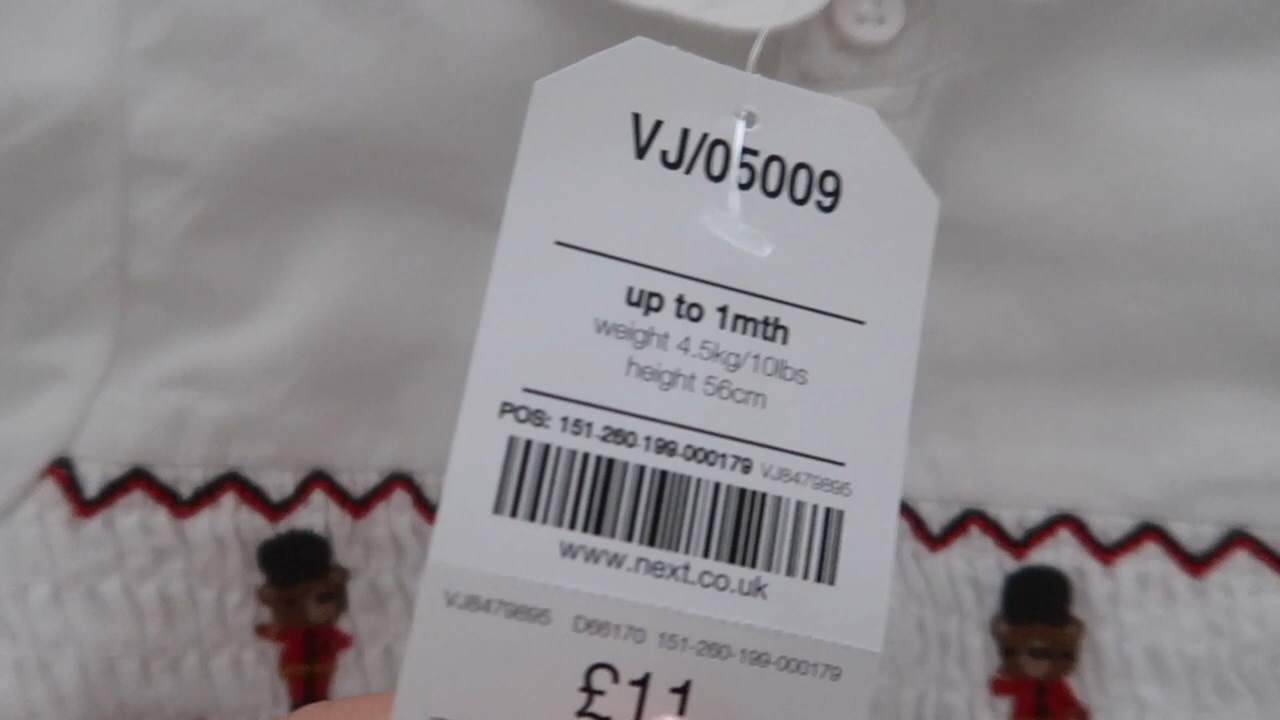 VJ/05009
up to 1mth
weight 4.5kg/10lbs
height 56cm
POS: 151-260-199-000179 VJ8479895
www.next.co.uk
VJ8479895 D66170 151-260-199-000179
£11